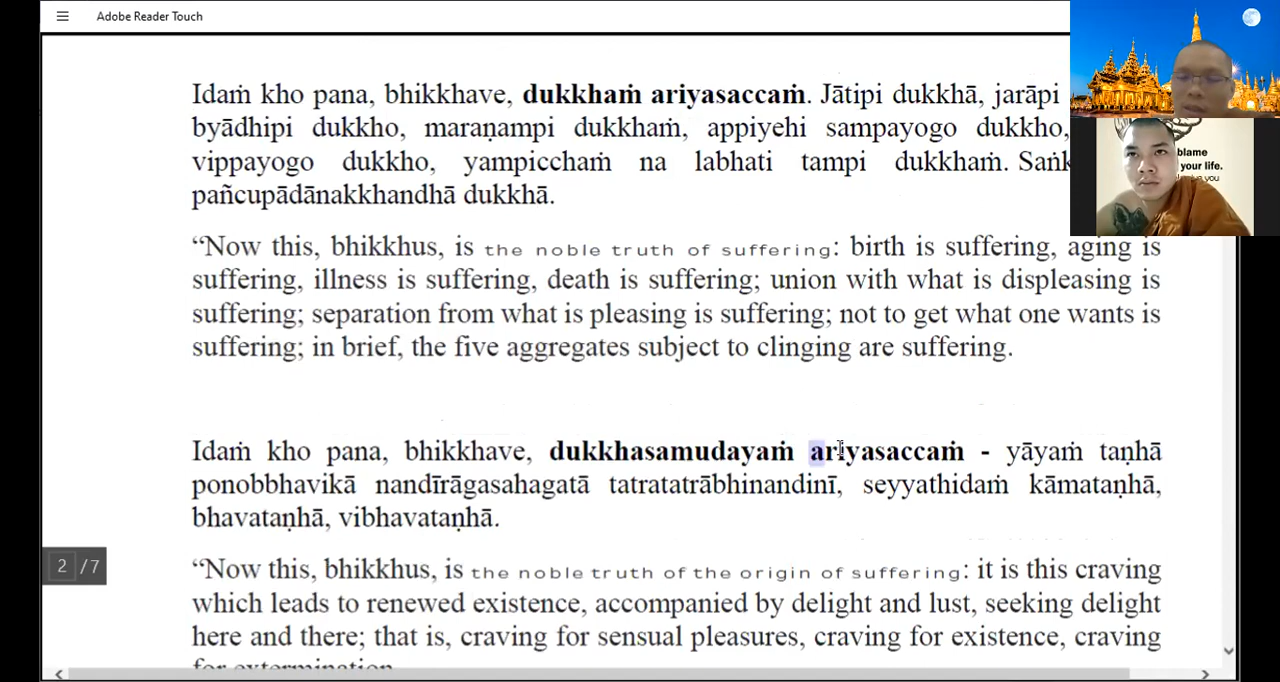 Adobe Reader Touch
Idaṁ kho pana, bhikkhave, dukkhaṁ ariyasaccaṁ. Jātipi dukkhā, jarāpi
byādhipi dukkho, maraṇampi dukkhaṁ, appiyehi sampayogo dukkho,
vippayogo dukkho, yampicchaṁ na labhati tampi dukkhaṁ. Saṅk
pañcupādānakkhandhā dukkhā.
“Now this, bhikkhus, is the noble truth of suffering: birth is suffering, aging is
suffering, illness is suffering, death is suffering; union with what is displeasing is
suffering; separation from what is pleasing is suffering; not to get what one wants is
suffering; in brief, the five aggregates subject to clinging are suffering.
Idaṁ kho pana, bhikkhave, dukkhasamudayaṁ ariyasaccaṁ - yāyaṁ taṇhā
ponobbhavikā nandīrāgasahagatā tatratatrābhinandinī, seyyathidaṁ kāmataṇhā,
bhavataṇhā, vibhavataṇhā.
“Now this, bhikkhus, is the noble truth of the origin of suffering: it is this craving
which leads to renewed existence, accompanied by delight and lust, seeking delight
here and there; that is, craving for sensual pleasures, craving for existence, craving
for extermination
2 /7
blame
your life.